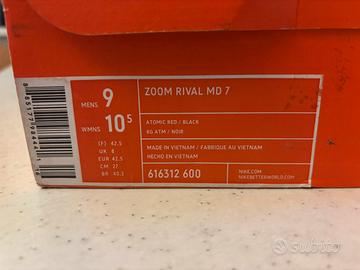 ZOOM RIVAL MD 7
MENS 9
WMNS 10⁵
ATOMIC RED / BLACK
RG ATM / NOIR
(F) 42.5
UK 8
EUR 42.5
CM 27
BR 40.5
MADE IN VIETNAM / FABRIQUE AU VIETNAM
HECHO EN VIETNAM
616312 600
NIKE.COM
NIKEBETTERWORLD.COM
subito